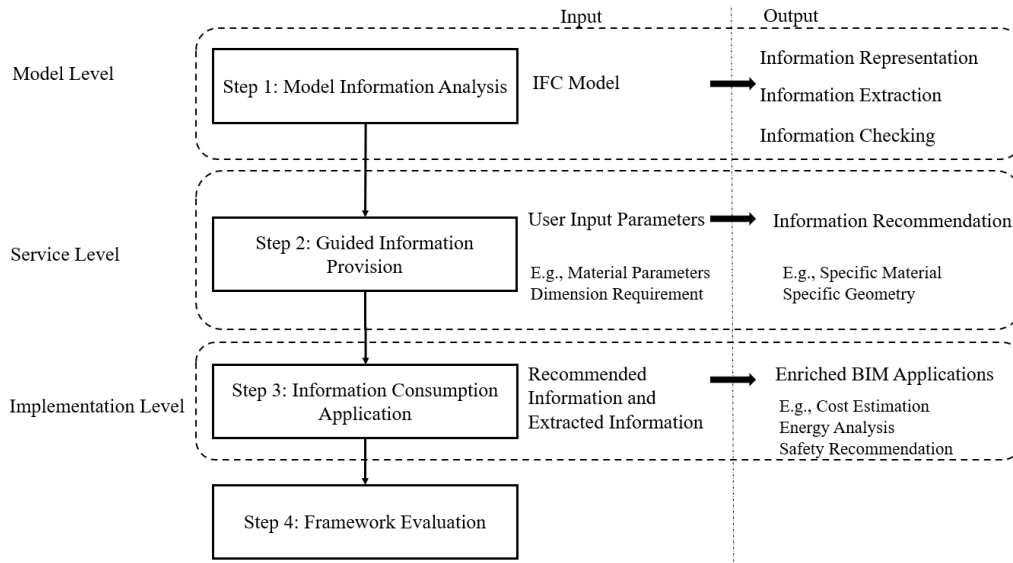 Input
Output
Model Level
Step 1: Model Information Analysis
IFC Model
Information Representation
Information Extraction
Information Checking
Service Level
Step 2: Guided Information
Provision
User Input Parameters
E.g., Material Parameters
Dimension Requirement
Information Recommendation
E.g., Specific Material
Specific Geometry
Implementation Level
Step 3: Information Consumption
Application
Recommended
Information and
Extracted Information
Enriched BIM Applications
E.g., Cost Estimation
Energy Analysis
Safety Recommendation
Step 4: Framework Evaluation